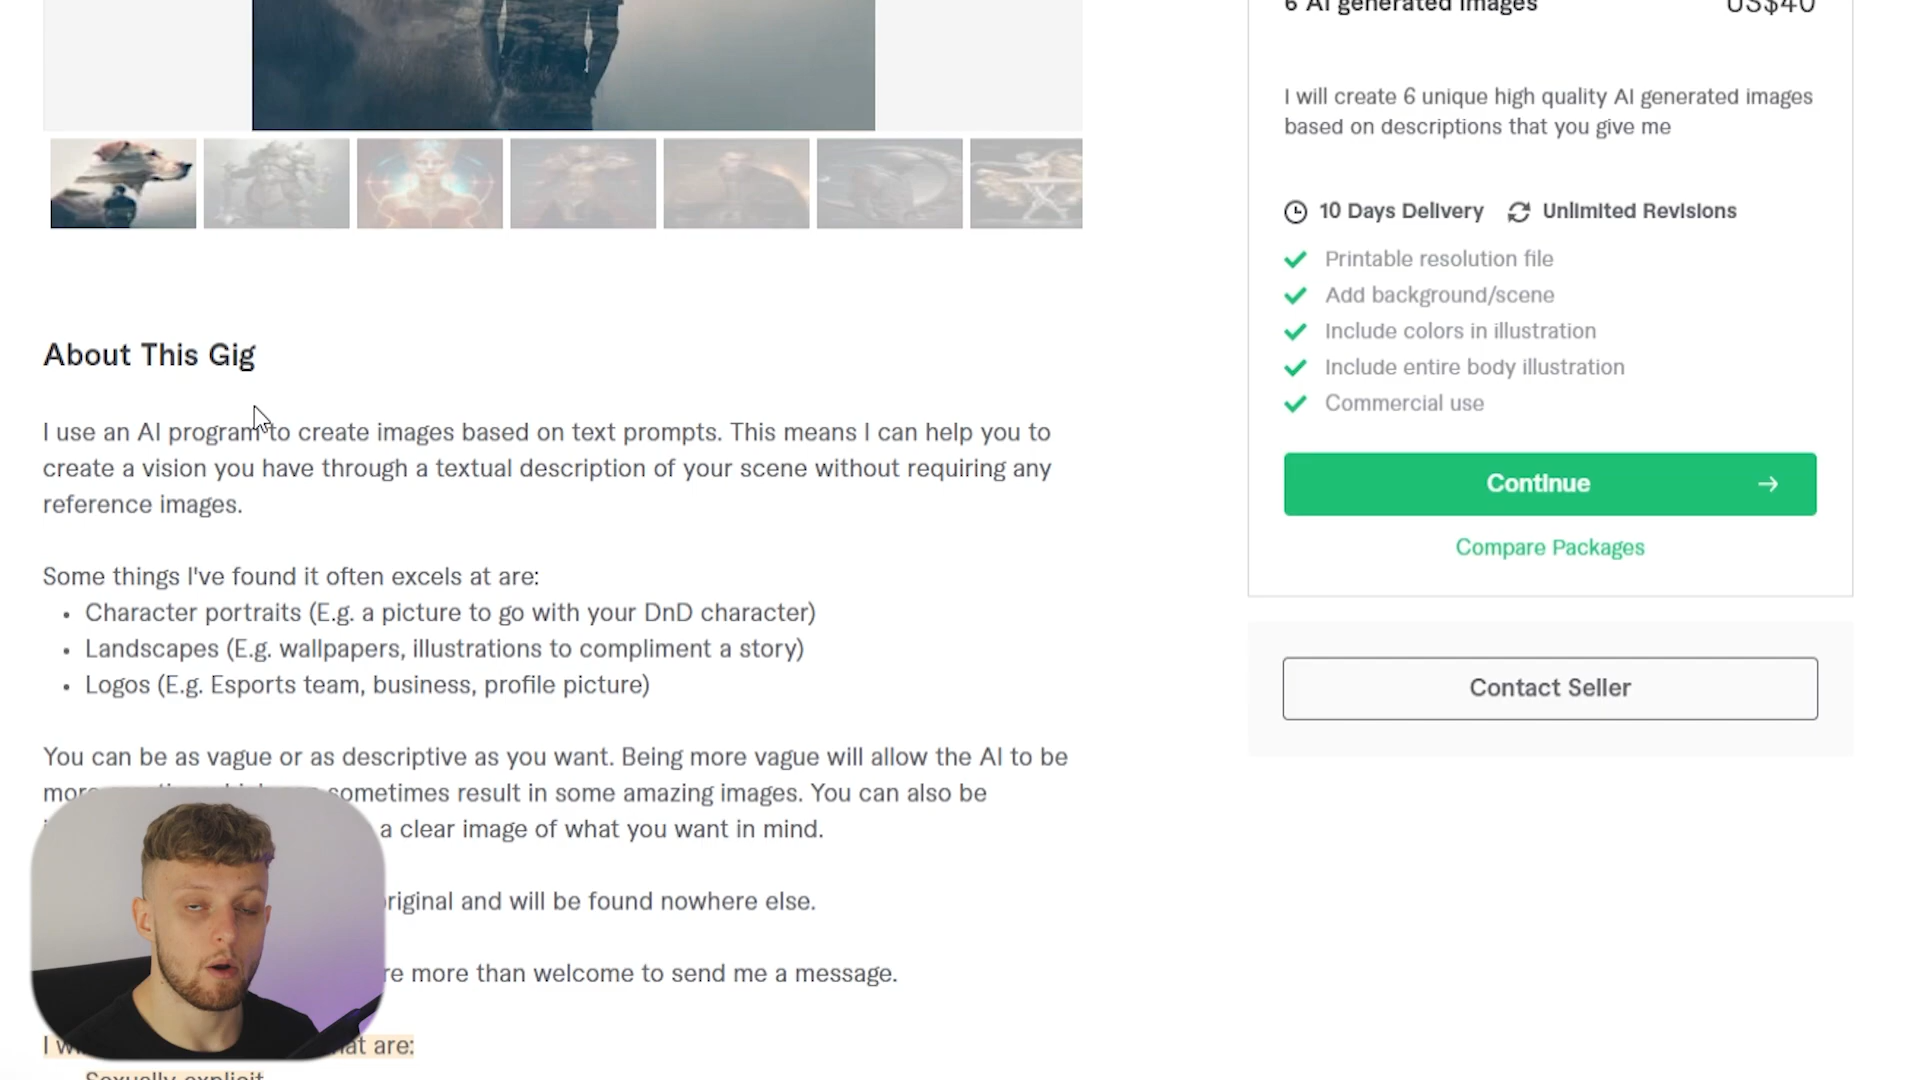 6 AI generated images US$40
I will create 6 unique high quality AI generated images
based on descriptions that you give me
10 Days Delivery Unlimited Revisions
Printable resolution file
Add background/scene
Include colors in illustration
Include entire body illustration
Commercial use
Continue
Compare Packages
Contact Seller
About This Gig
I use an AI program to create images based on text prompts. This means I can help you to
create a vision you have through a textual description of your scene without requiring any
reference images.
Some things I've found it often excels at are:
• Character portraits (E.g. a picture to go with your DnD character)
• Landscapes (E.g. wallpapers, illustrations to compliment a story)
• Logos (E.g. Esports team, business, profile picture)
You can be as vague or as descriptive as you want. Being more vague will allow the AI to be
sometimes result in some amazing images. You can also be
a clear image of what you want in mind.
and will be found nowhere else.
more than welcome to send me a message.
I are:
Sexually explicit